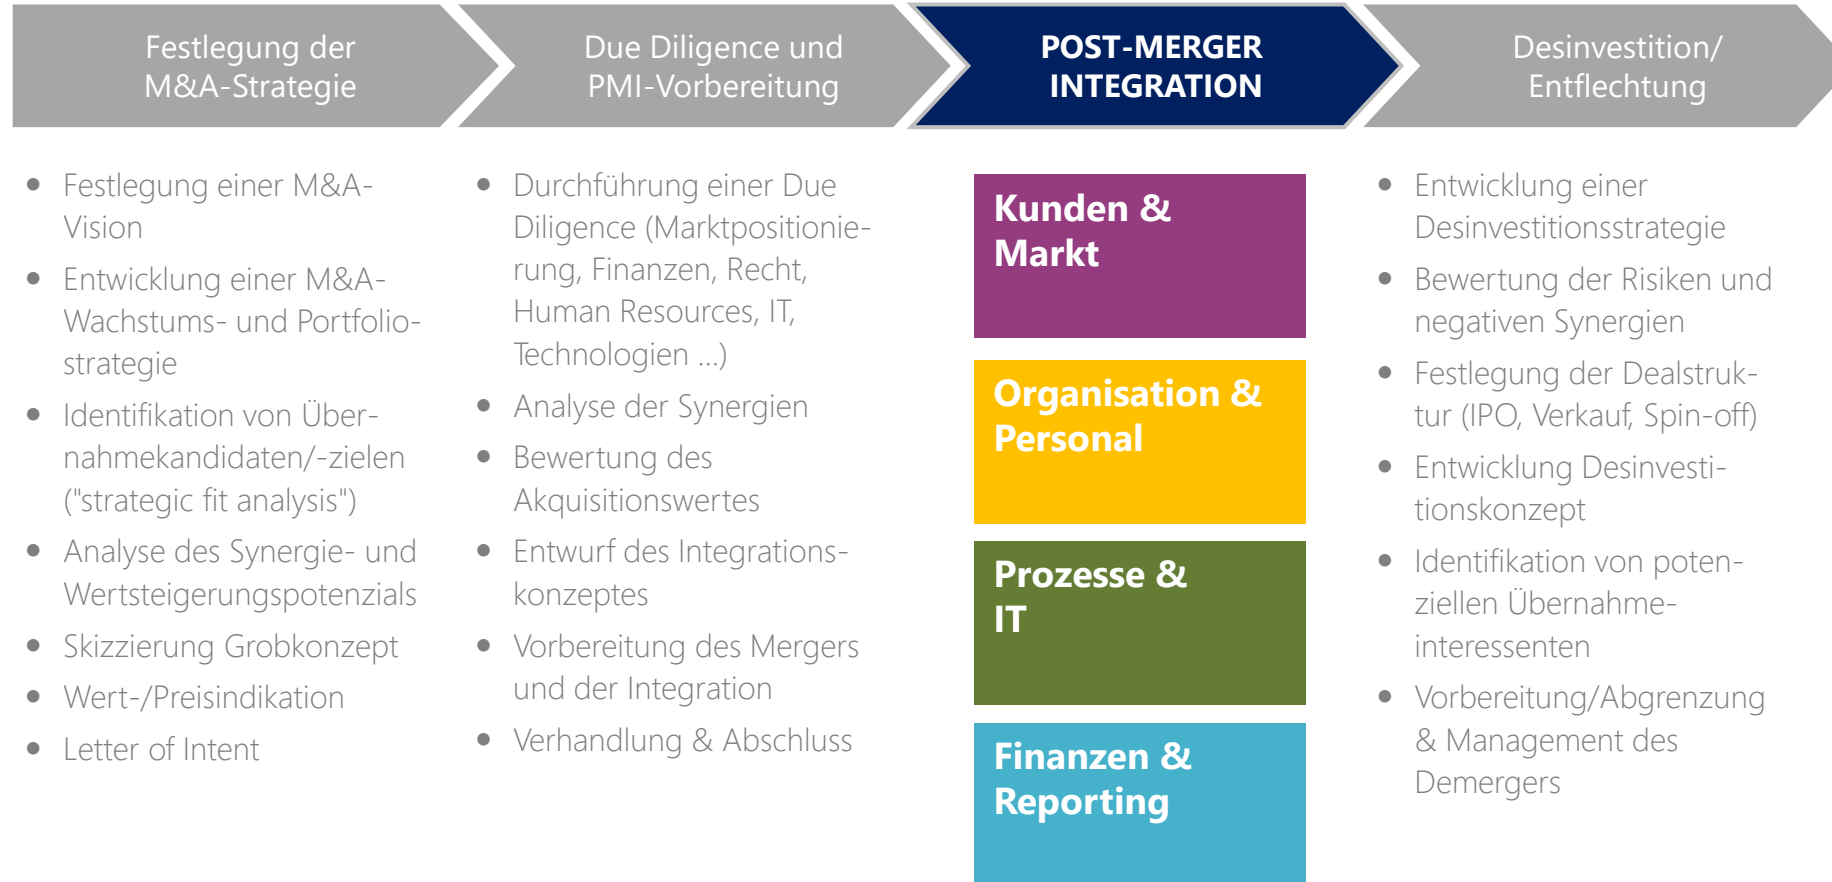 Festlegung der
M&A-Strategie
Due Diligence und
PMI-Vorbereitung
POST-MERGER
INTEGRATION
Desinvestition/
Entflechtung
• Festlegung einer M&A-
Vision
• Entwicklung einer M&A-
Wachstums- und Portfolio-
strategie
• Identifikation von Über-
nahmekandidaten/-zielen
("strategic fit analysis")
• Analyse des Synergie- und
Wertsteigerungspotenzials
• Skizzierung Grobkonzept
• Wert-/Preisindikation
• Letter of Intent
• Durchführung einer Due
Diligence (Marktpositionie-
rung, Finanzen, Recht,
Human Resources, IT,
Technologien ...)
• Analyse der Synergien
• Bewertung des
Akquisitionswertes
• Entwurf des Integrations-
konzeptes
• Vorbereitung des Mergers
und der Integration
• Verhandlung & Abschluss
Kunden &
Markt
Organisation &
Personal
Prozesse &
IT
Finanzen &
Reporting
• Entwicklung einer
Desinvestitionsstrategie
• Bewertung der Risiken und
negativen Synergien
• Festlegung der Dealstruk-
tur (IPO, Verkauf, Spin-off)
• Entwicklung Desinvesti-
tionskonzept
• Identifikation von poten-
ziellen Übernahme-
interessenten
• Vorbereitung/Abgrenzung
& Management des
Demergers